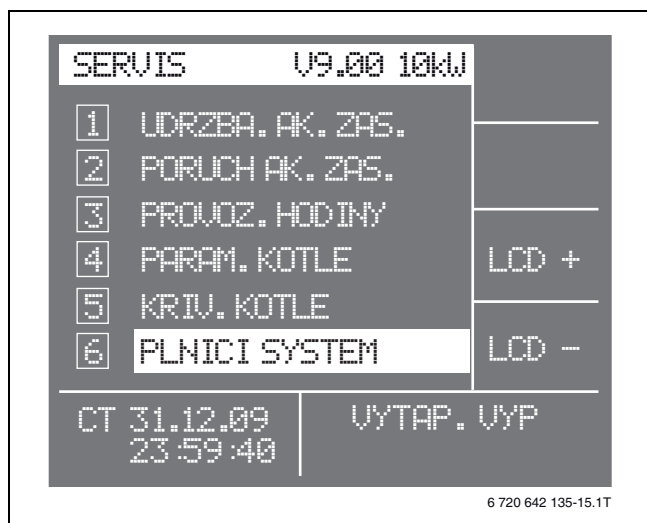 SERVIS V9.00 10kW
1 UDRZBA. AK. ZAS.
2 PORUCH AK. ZAS.
3 PROVOZ. HODINY
4 PARAM. KOTLE
LCD +
5 KRIV. KOTLE
6 PLNICI SYSTEM
LCD –
CT 31.12.09
23:59:40
VYTAP. VYP
6 720 642 135-15.1T